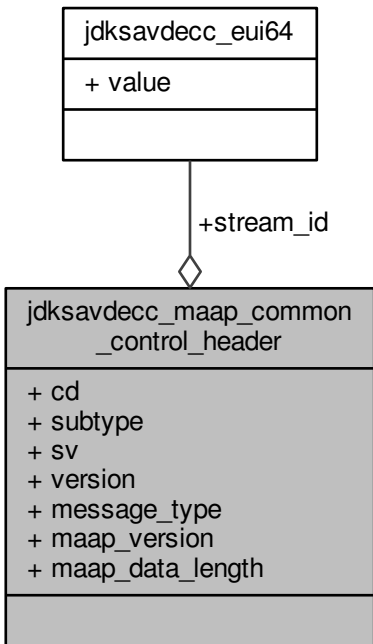 jdksavdecc_eui64
+ value
+stream_id
jdksavdecc_maap_common
_control_header
+ cd
+ subtype
+ sv
+ version
+ message_type
+ maap_version
+ maap_data_length